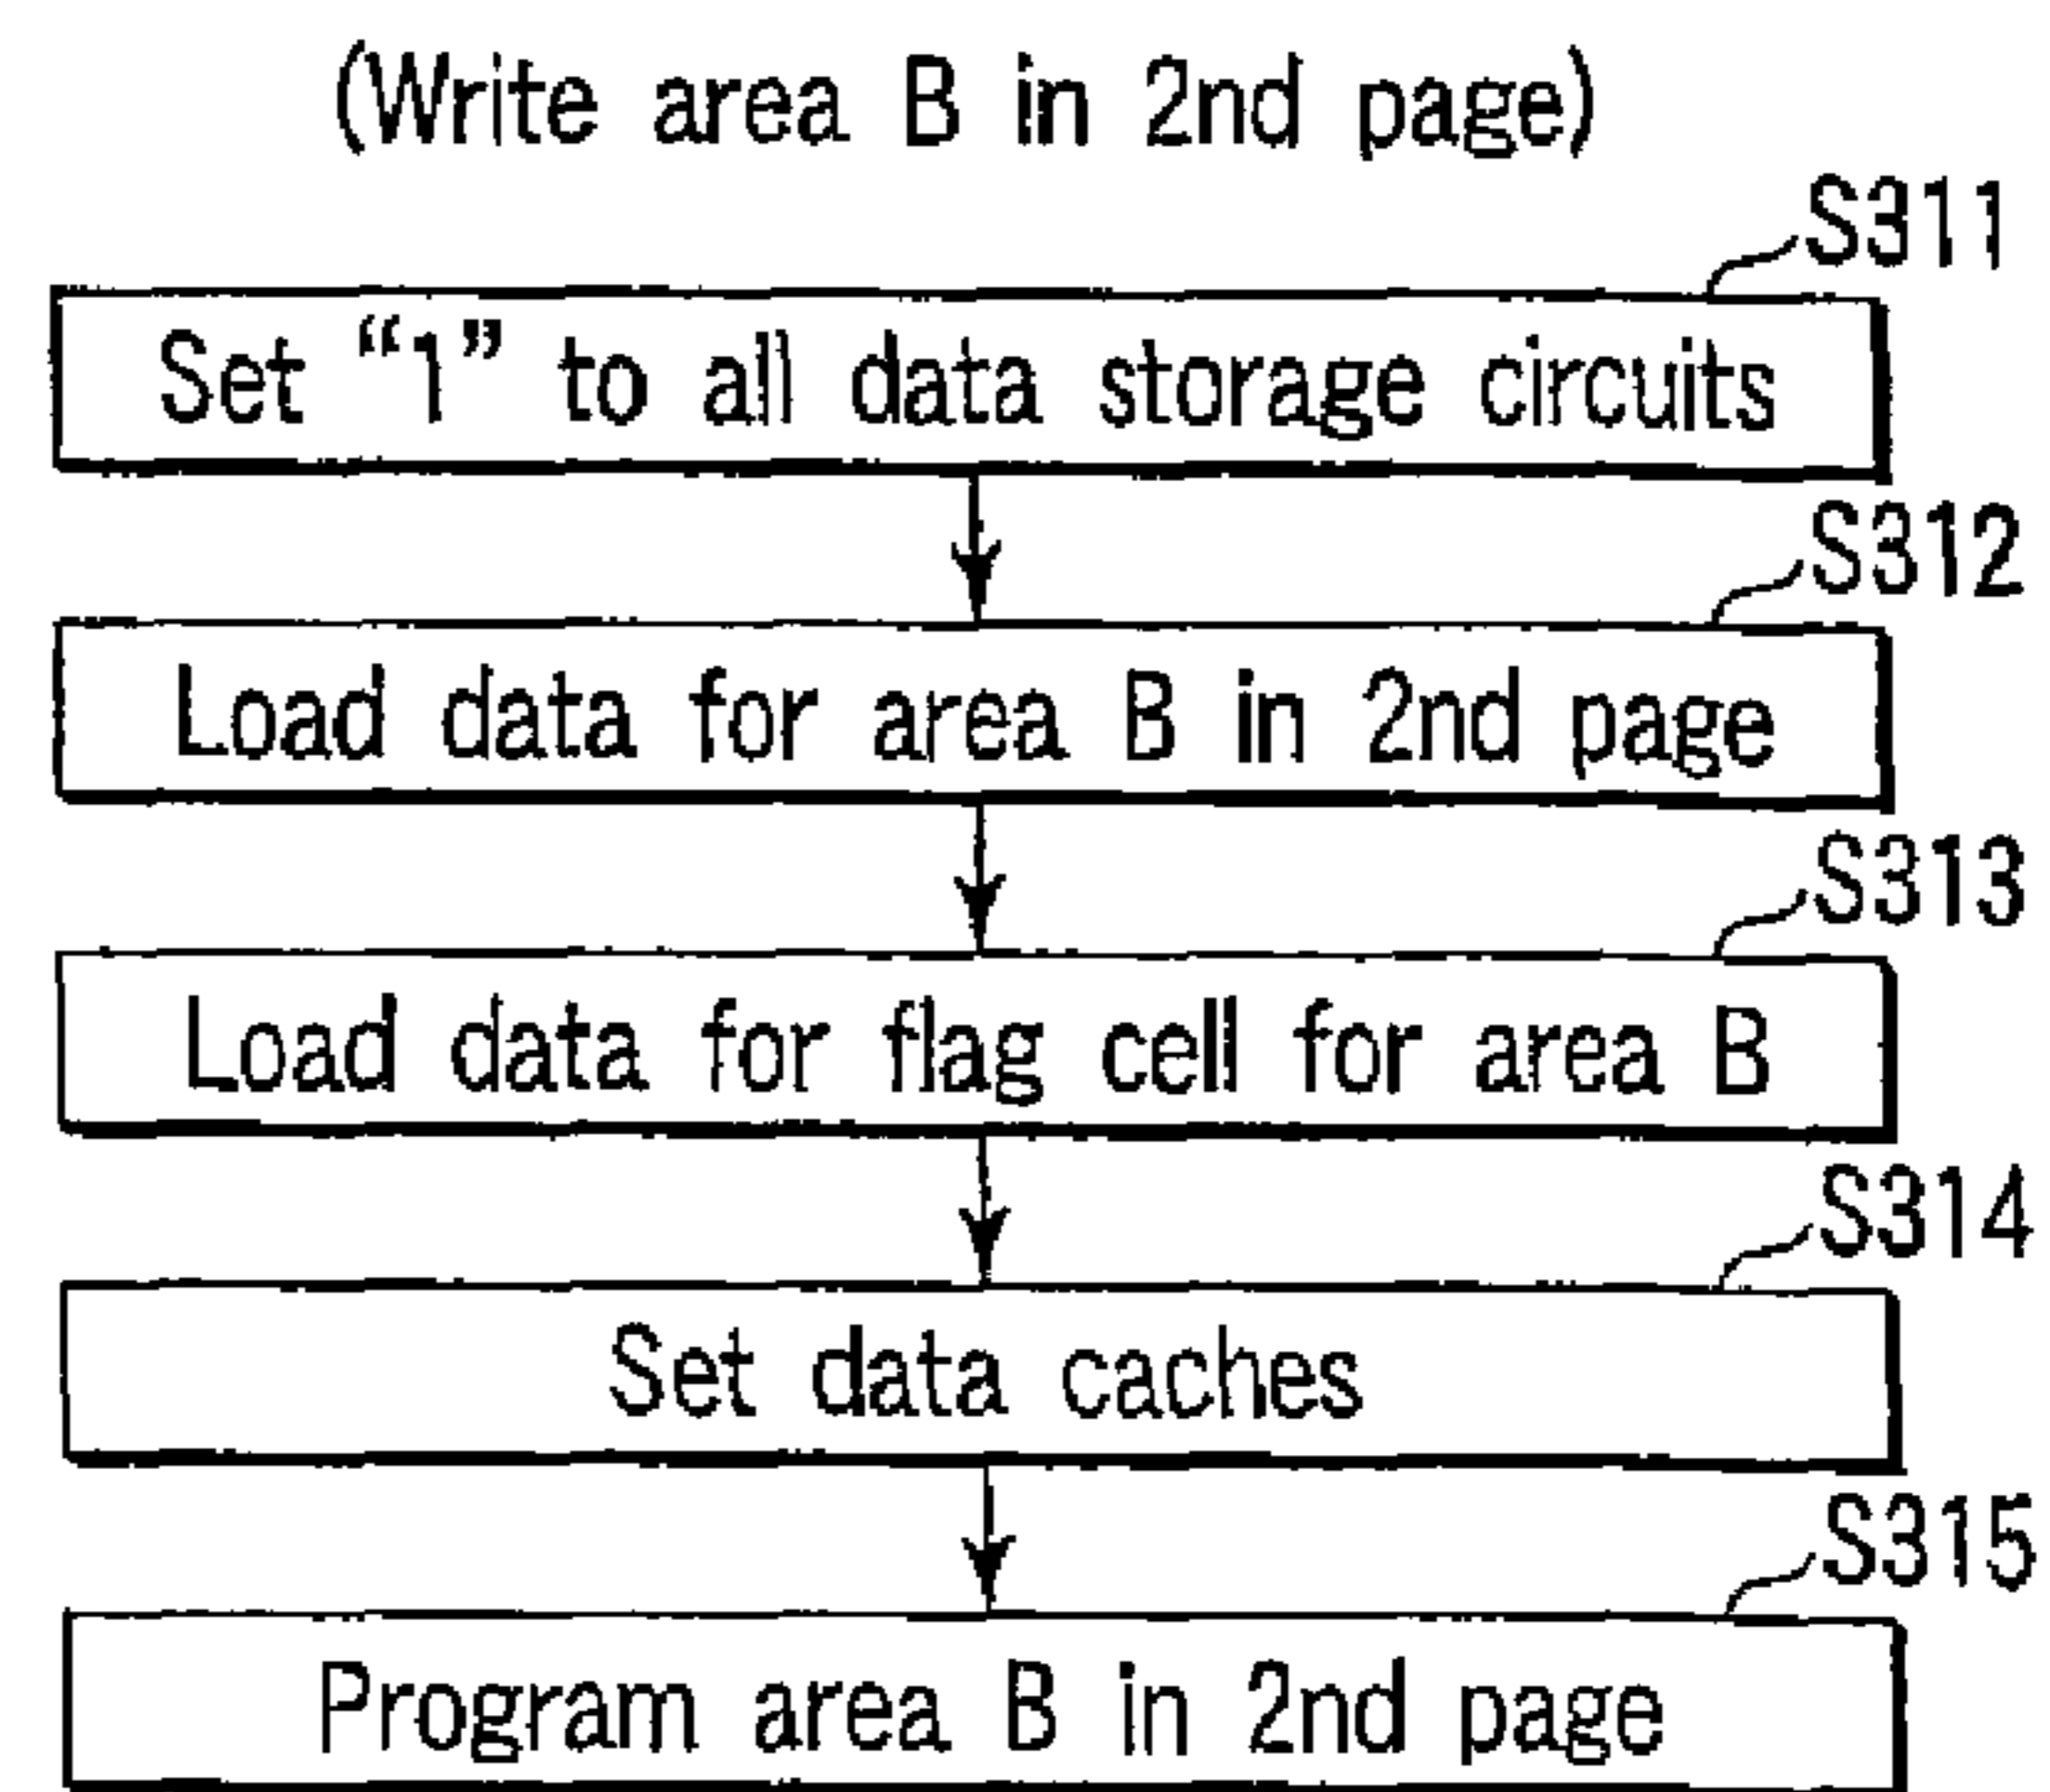 (Write area B in 2nd page)
S311
Set “1” to all data storage circuits
S312
Load data for area B in 2nd page
S313
Load data for flag cell for area B
S314
Set data caches
S315
Program area B in 2nd page